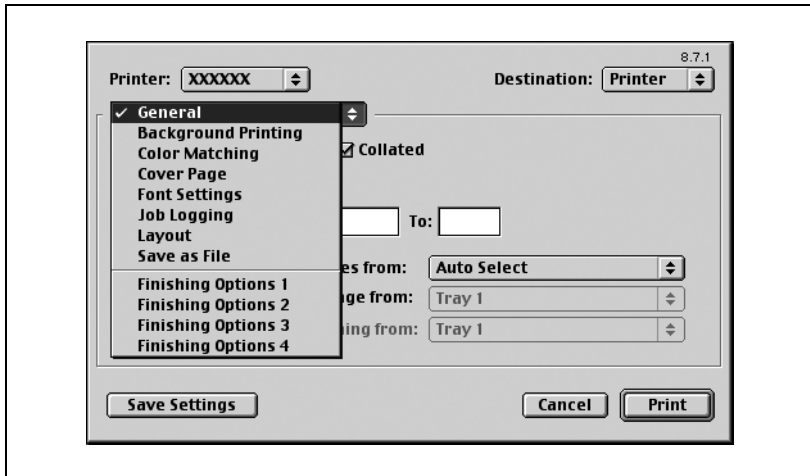 8.7.1
Printer: XXXXXX Destination: Printer
✓ General
Background Printing
Color Matching Collated
Cover Page
Font Settings
Job Logging To:
Layout
Save as File
es from: Auto Select
Finishing Options 1
Finishing Options 2 ge from: Tray 1
Finishing Options 3 ing from: Tray 1
Finishing Options 4
Save Settings Cancel Print